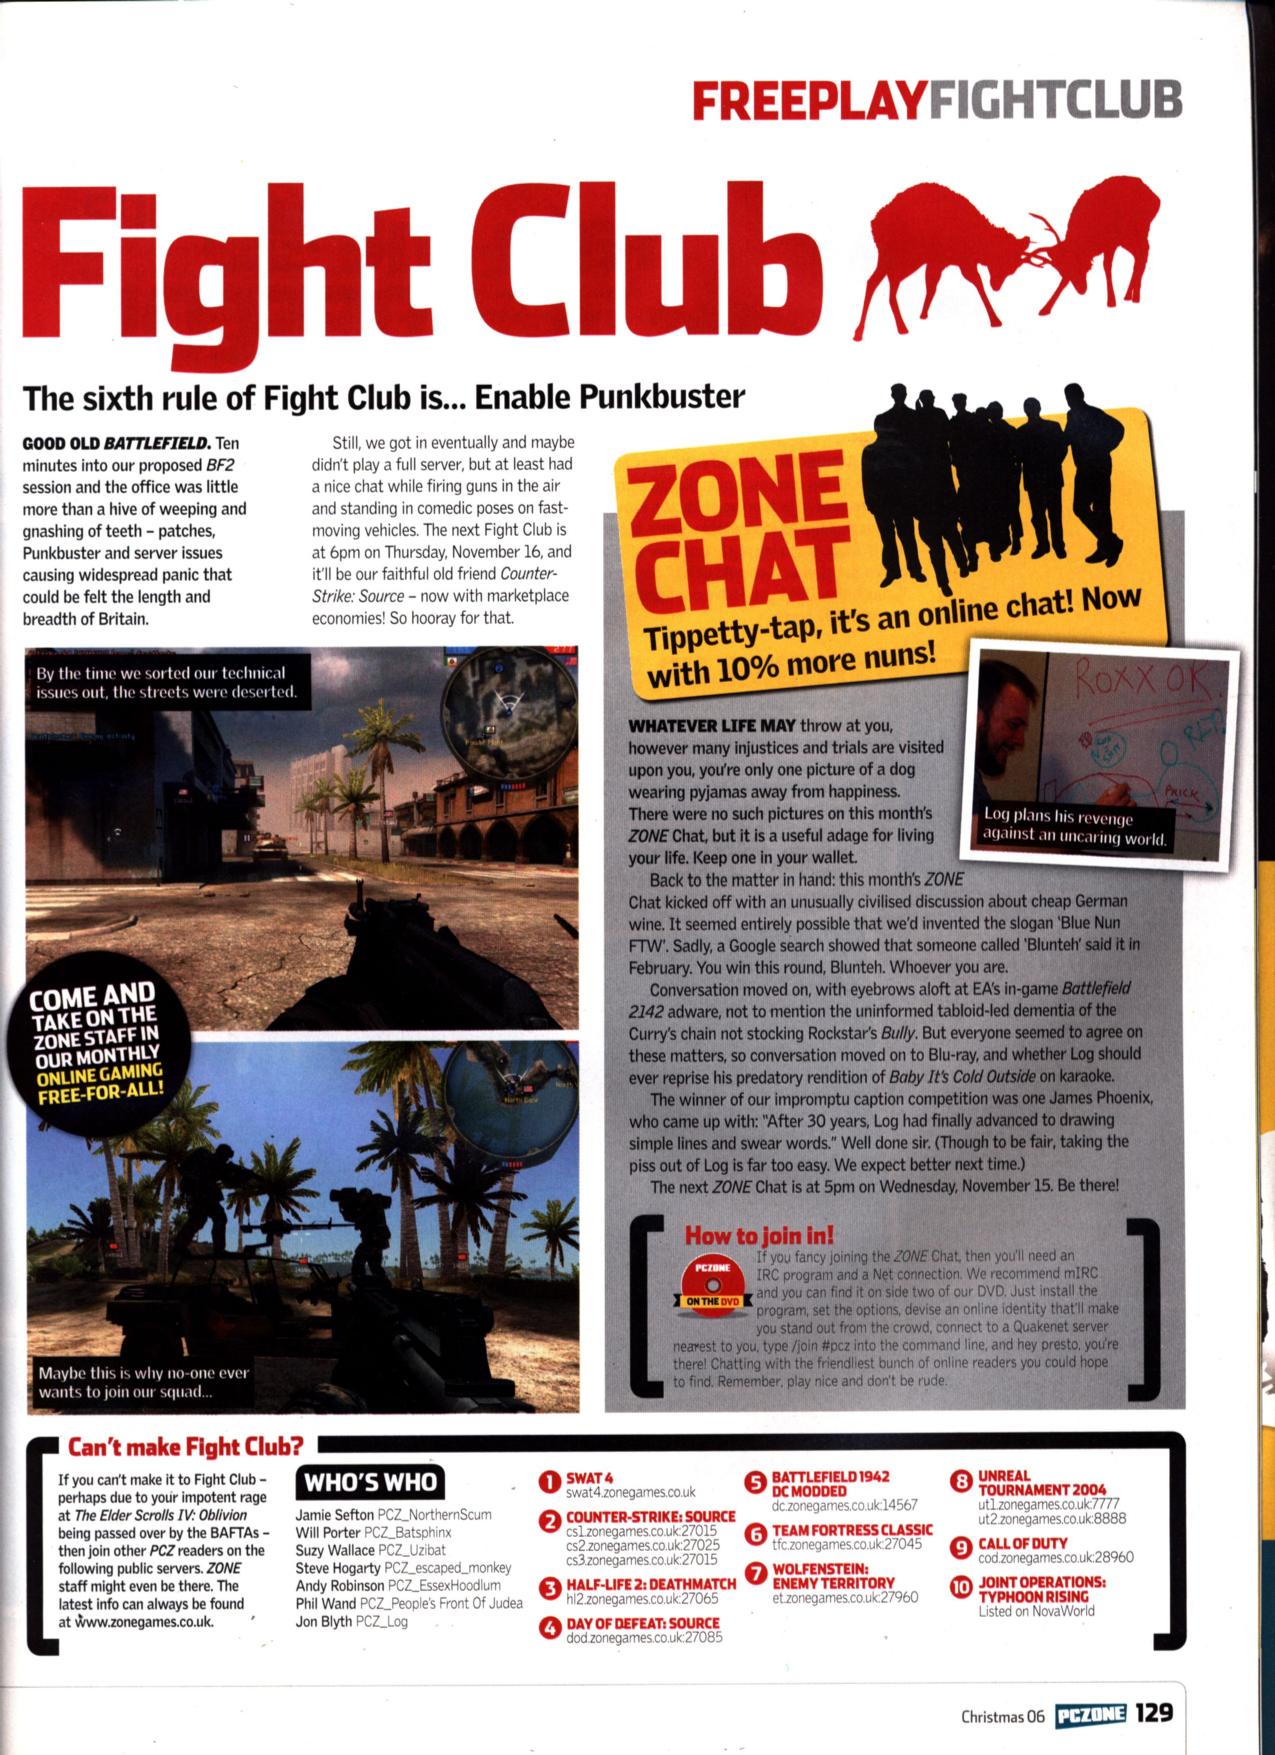 FREEPLAYFIGHTCLUB
Fight Club
The sixth rule of Fight Club is... Enable Punkbuster
GOOD OLD BATTLEFIELD. Ten
minutes into our proposed BF2
session and the office was little
more than a hive of weeping and
gnashing of teeth – patches,
Punkbuster and server issues
causing widespread panic that
could be felt the length and
breadth of Britain.
Still, we got in eventually and maybe
didn't play a full server, but at least had
a nice chat while firing guns in the air
and standing in comedic poses on fast-
moving vehicles. The next Fight Club is
at 6pm on Thursday, November 16, and
it'll be our faithful old friend Counter-
Strike: Source – now with marketplace
economies! So hooray for that.
By the time we sorted our technical
issues out, the streets were deserted.
COME AND
TAKE ON THE
ZONE STAFF IN
OUR MONTHLY
ONLINE GAMING
FREE-FOR-ALL!
Maybe this is why no-one ever
wants to join our squad...
ZONE
CHAT
Tippetty-tap, it's an online chat! Now
with 10% more nuns!
ROXX OK
PRICK
Log plans his revenge
against an uncaring world.
WHATEVER LIFE MAY throw at you,
however many injustices and trials are visited
upon you, you're only one picture of a dog
wearing pyjamas away from happiness.
There were no such pictures on this month's
ZONE Chat, but it is a useful adage for living
your life. Keep one in your wallet.
Back to the matter in hand: this month's ZONE
Chat kicked off with an unusually civilised discussion about cheap German
wine. It seemed entirely possible that we'd invented the slogan 'Blue Nun
FTW'. Sadly, a Google search showed that someone called 'Blunteh' said it in
February. You win this round, Blunteh. Whoever you are.
Conversation moved on, with eyebrows aloft at EA's in-game Battlefield
2142 adware, not to mention the uninformed tabloid-led dementia of the
Curry's chain not stocking Rockstar's Bully. But everyone seemed to agree on
these matters, so conversation moved on to Blu-ray, and whether Log should
ever reprise his predatory rendition of Baby It's Cold Outside on karaoke.
The winner of our impromptu caption competition was one James Phoenix,
who came up with: "After 30 years, Log had finally advanced to drawing
simple lines and swear words." Well done sir. (Though to be fair, taking the
piss out of Log is far too easy. We expect better next time.)
The next ZONE Chat is at 5pm on Wednesday, November 15. Be there!
How to join in!
PCZONE
ON THE DVD
If you fancy joining the ZONE Chat, then you'll need an
IRC program and a Net connection. We recommend mIRC
and you can find it on side two of our DVD. Just install the
program, set the options, devise an online identity that'll make
you stand out from the crowd, connect to a Quakenet server
nearest to you, type /join #pcz into the command line, and hey presto, you're
there! Chatting with the friendliest bunch of online readers you could hope
to find. Remember, play nice and don't be rude.
Can't make Fight Club?
If you can't make it to Fight Club –
perhaps due to your impotent rage
at The Elder Scrolls IV: Oblivion
being passed over by the BAFTAs –
then join other PCZ readers on the
following public servers. ZONE
staff might even be there. The
latest info can always be found
at www.zonegames.co.uk.
WHO'S WHO
Jamie Sefton PCZ_NorthernScum
Will Porter PCZ_Batsphinx
Suzy Wallace PCZ_Uzibat
Steve Hogarty PCZ_escaped_monkey
Andy Robinson PCZ_EssexHoodlum
Phil Wand PCZ_People's Front Of Judea
Jon Blyth PCZ_Log
1 SWAT 4
swat4.zonegames.co.uk
2 COUNTER-STRIKE: SOURCE
cs1.zonegames.co.uk:27015
cs2.zonegames.co.uk:27025
cs3.zonegames.co.uk:27015
3 HALF-LIFE 2: DEATHMATCH
hl2.zonegames.co.uk:27065
4 DAY OF DEFEAT: SOURCE
dod.zonegames.co.uk:27085
5 BATTLEFIELD 1942
DC MODDED
dc.zonegames.co.uk:14567
6 TEAM FORTRESS CLASSIC
tfc.zonegames.co.uk:27045
7 WOLFENSTEIN:
ENEMY TERRITORY
et.zonegames.co.uk:27960
8 UNREAL
TOURNAMENT 2004
ut1.zonegames.co.uk:7777
ut2.zonegames.co.uk:8888
9 CALL OF DUTY
cod.zonegames.co.uk:28960
10 JOINT OPERATIONS:
TYPHOON RISING
Listed on NovaWorld
Christmas 06 PCZONE 129